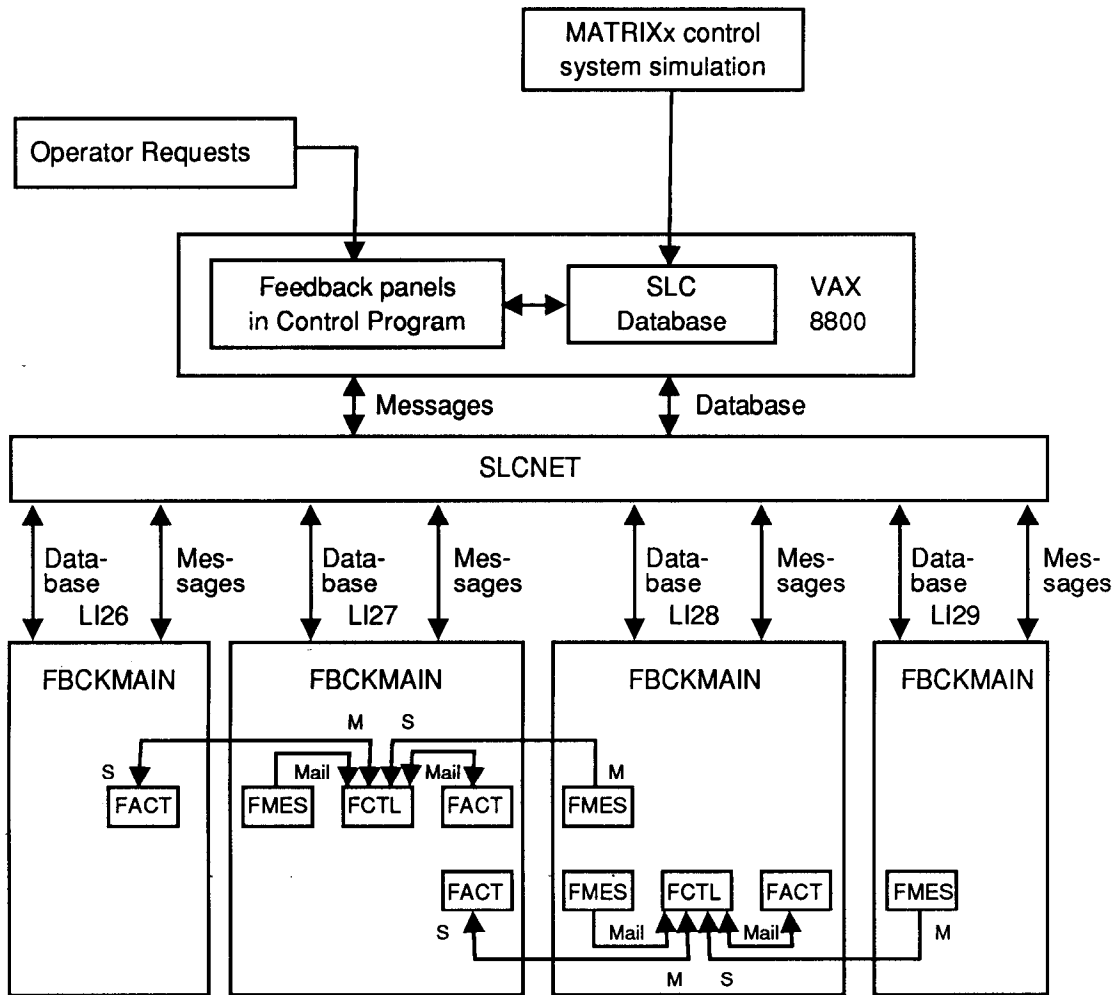 MATRIXx control
system simulation
Operator Requests
Feedback panels
in Control Program
SLC
Database
VAX
8800
Messages
Database
SLCNET
Data-
base
Mes-
sages
Data-
base
Mes-
sages
Data-
base
Mes-
sages
Data-
base
Mes-
sages
LI26
LI27
LI28
LI29
FBCKMAIN
FBCKMAIN
FBCKMAIN
FBCKMAIN
M
S
S
Mail
Mail
M
FACT
FMES
FCTL
FACT
FMES
FACT
FMES
FCTL
FACT
FMES
S
Mail
Mail
M
M
S